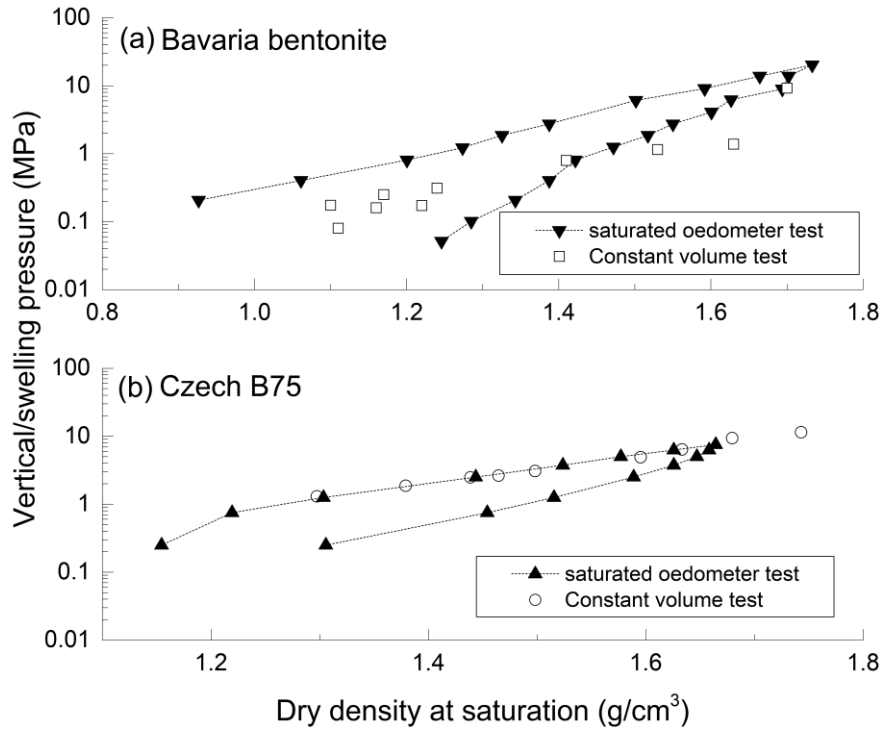 Vertical/swelling pressure (MPa)
(a) Bavaria bentonite
100
10
1
0.1
0.01
saturated oedometer test
Constant volume test
0.8 1.0 1.2 1.4 1.6 1.8
(b) Czech B75
100
10
1
0.1
0.01
saturated oedometer test
Constant volume test
1.2 1.4 1.6 1.8
Dry density at saturation (g/cm³)